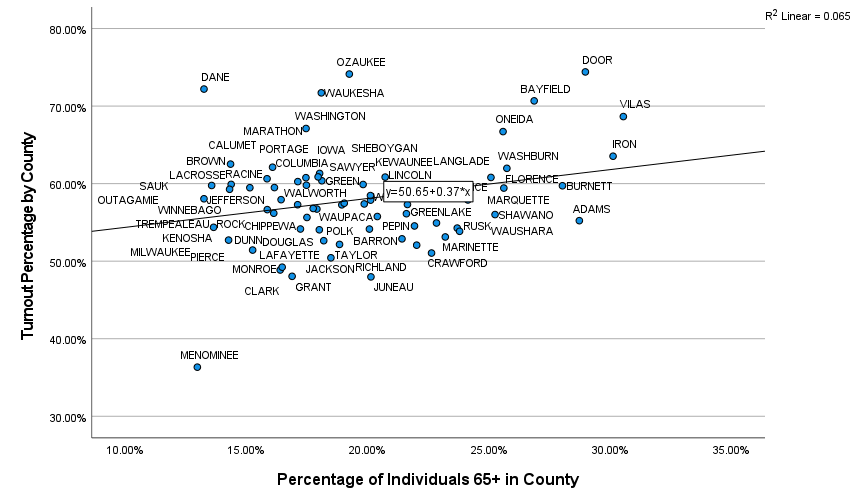 R² Linear = 0.065
80.00%
OZAUKEE
DOOR
DANE
WAUKESHA
BAYFIELD
VILAS
70.00%
WASHINGTON
ONEIDA
MARATHON
CALUMET PORTAGE IOWA SHEBOYGAN
IRON
BROWN COLUMBIA SAWYER KEWAUNEE LANGLADE WASHBURN
LACROSSE RACINE GREEN LINCOLN FLORENCE BURNETT
60.00%
SAUK
y=50.65+0.37*x
CE
OUTAGAMIE JEFFERSON WALWORTH MARQUETTE
WINNEBAGO WAUPACA GREENLAKE SHAWANO ADAMS
TREMPEALEAU ROCK CHIPPEWA POLK PEPIN RUSK WAUSHARA
KENOSHA DUNN DOUGLAS BARRON MARINETTE
MILWAUKEE PIERCE LAFAYETTE TAYLOR
50.00%
MONROE JACKSON RICHLAND CRAWFORD
CLARK GRANT JUNEAU
40.00%
MENOMINEE
30.00%
10.00% 15.00% 20.00% 25.00% 30.00% 35.00%
Turnout Percentage by County
Percentage of Individuals 65+ in County